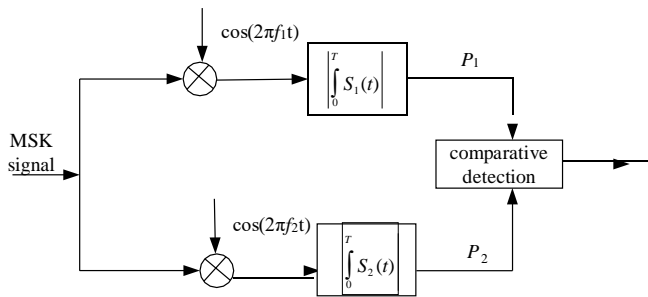 cos(2πf₁t)
|∫₀ᵀ S₁(t)|
P₁
MSK
signal
comparative
detection
cos(2πf₂t)
|∫₀ᵀ S₂(t)|
P₂